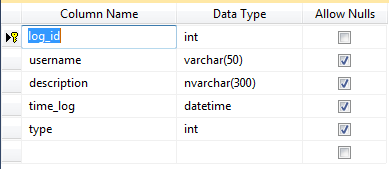 Column Name Data Type Allow Nulls
log_id int
username varchar(50)
description nvarchar(300)
time_log datetime
type int